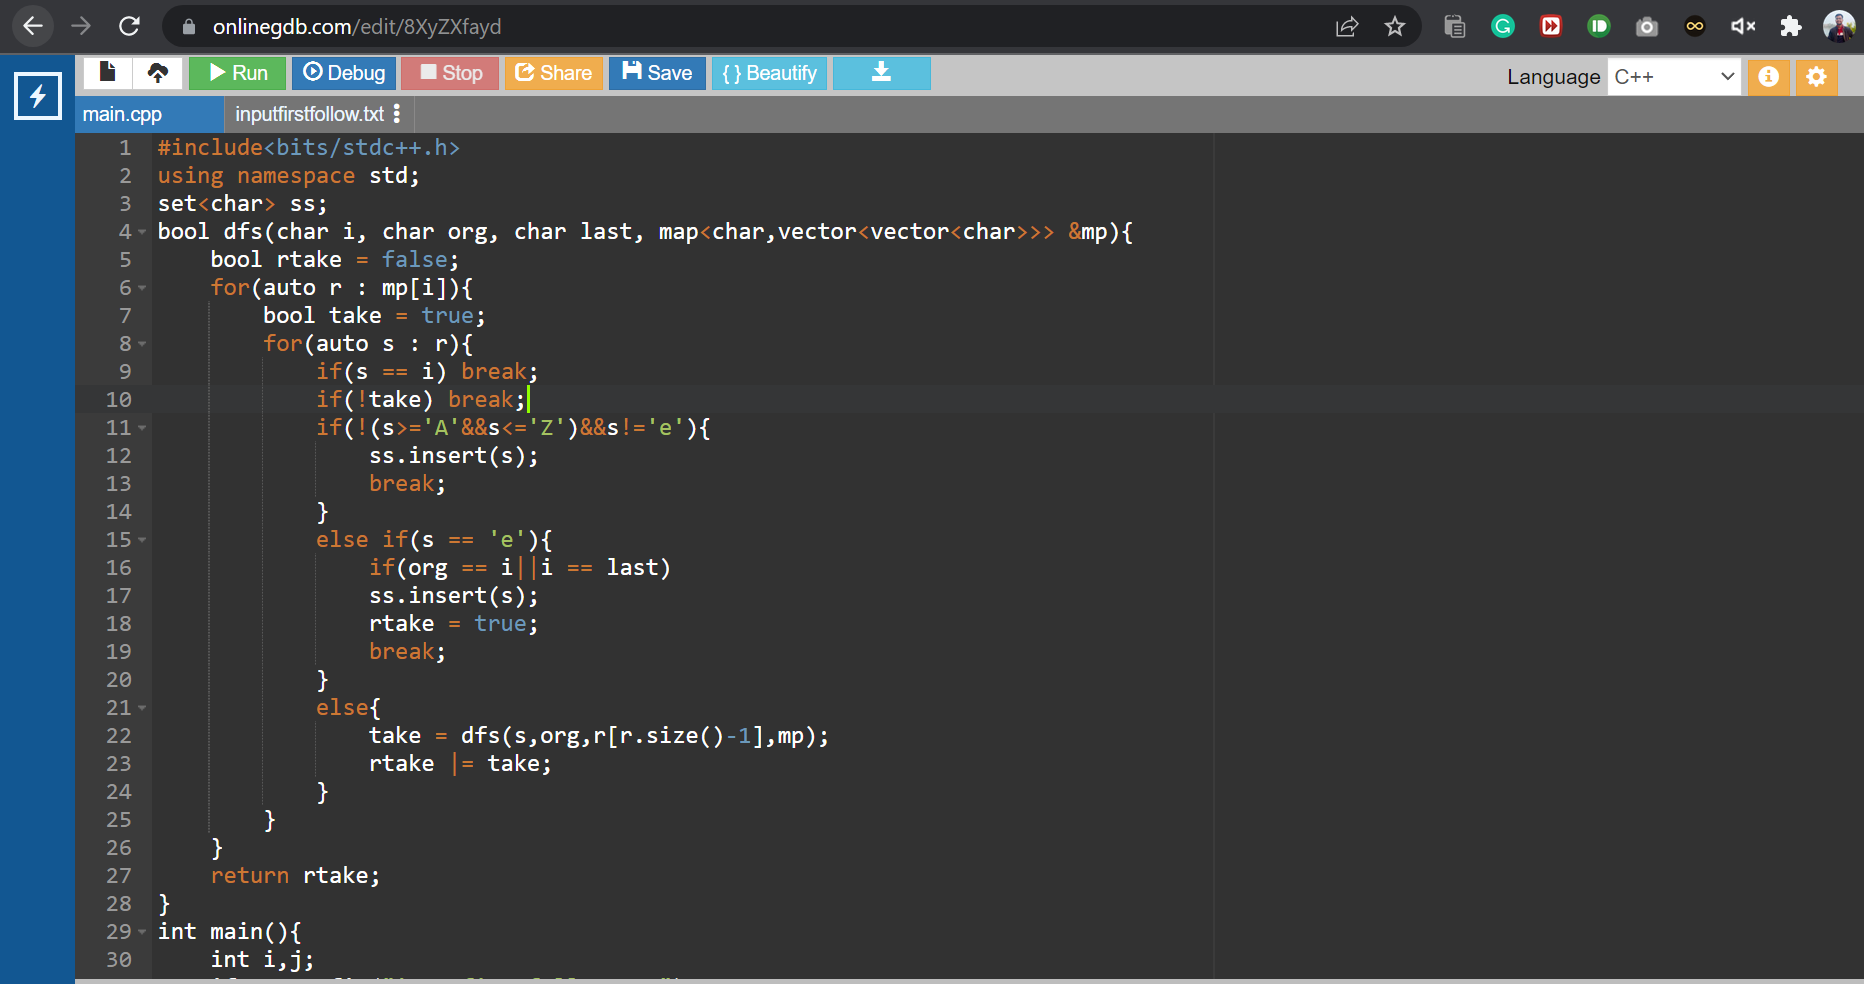 onlinegdb.com/edit/8XyZXfayd
Run Debug Stop Share Save { } Beautify Language C++
main.cpp inputfirstfollow.txt
1 #include<bits/stdc++.h>
2 using namespace std;
3 set<char> ss;
4 bool dfs(char i, char org, char last, map<char,vector<vector<char>>> &mp){
5 bool rtake = false;
6 for(auto r : mp[i]){
7 bool take = true;
8 for(auto s : r){
9 if(s == i) break;
10 if(!take) break;
11 if(!(s>='A'&&s<='Z')&&s!='e'){
12 ss.insert(s);
13 break;
14 }
15 else if(s == 'e'){
16 if(org == i||i == last)
17 ss.insert(s);
18 rtake = true;
19 break;
20 }
21 else{
22 take = dfs(s,org,r[r.size()-1],mp);
23 rtake |= take;
24 }
25 }
26 }
27 return rtake;
28 }
29 int main(){
30 int i,j;